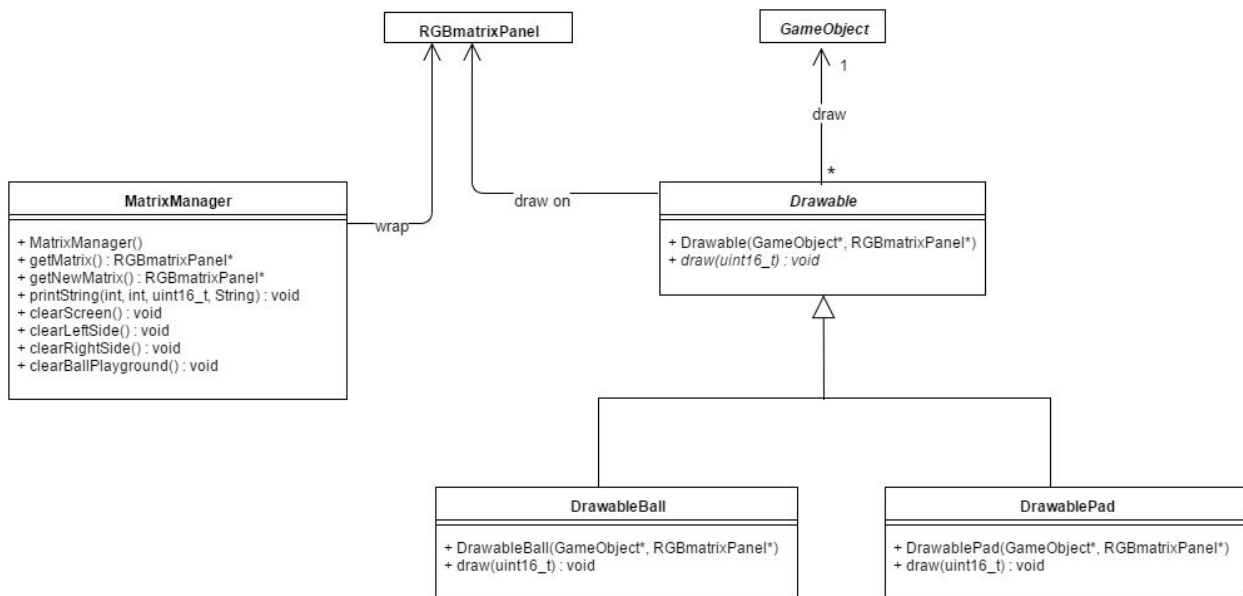 RGBmatrixPanel
GameObject
1
draw
*
MatrixManager
+ MatrixManager()
+ getMatrix() : RGBmatrixPanel*
+ getNewMatrix() : RGBmatrixPanel*
+ printString(int, int, uint16_t, String) : void
+ clearScreen() : void
+ clearLeftSide() : void
+ clearRightSide() : void
+ clearBallPlayground() : void
wrap
draw on
Drawable
+ Drawable(GameObject*, RGBmatrixPanel*)
+ draw(uint16_t) : void
DrawableBall
+ DrawableBall(GameObject*, RGBmatrixPanel*)
+ draw(uint16_t) : void
DrawablePad
+ DrawablePad(GameObject*, RGBmatrixPanel*)
+ draw(uint16_t) : void